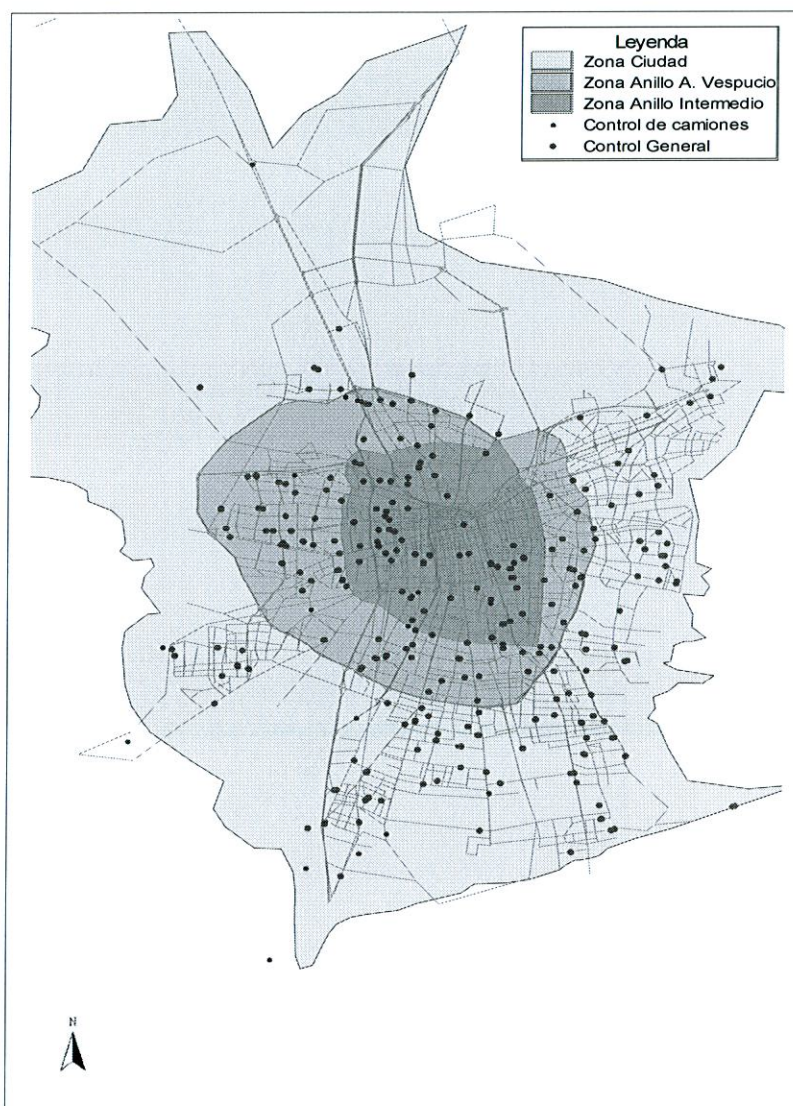 Leyenda
Zona Ciudad
Zona Anillo A. Vespucio
Zona Anillo Intermedio
Control de camiones
Control General
N